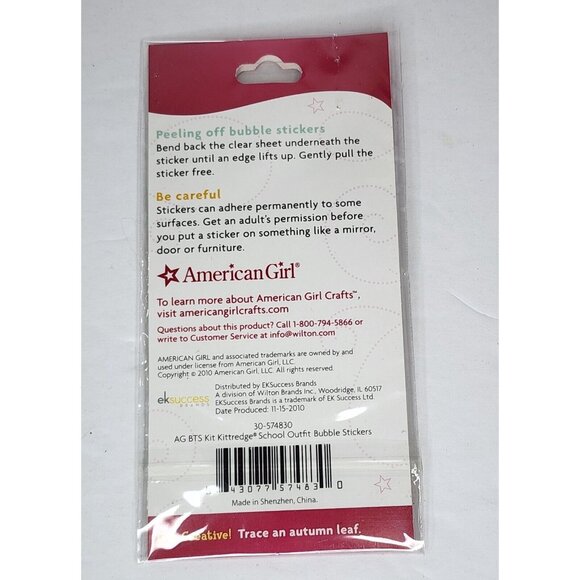 Peeling off bubble stickers
Bend back the clear sheet underneath the
sticker until an edge lifts up. Gently pull the
sticker free.
Be careful
Stickers can adhere permanently to some
surfaces. Get an adult's permission before
you put a sticker on something like a mirror,
door or furniture.
American Girl®
To learn more about American Girl Crafts™,
visit americangirlcrafts.com
Questions about this product? Call 1-800-794-5866 or
write to Customer Service at info@wilton.com
AMERICAN GIRL and associated trademarks are owned by and
used under license from American Girl, LLC.
Copyright © 2010 American Girl, LLC. All rights reserved.
eksuccess
BRANDS
Distributed by EKSuccess Brands
A division of Wilton Brands Inc., Woodridge, IL 60517
EKSuccess Brands is a trademark of EK Success Ltd.
Date Produced: 11-15-2010
30-574830
AG BTS Kit Kittredge® School Outfit Bubble Stickers
43077 57483 0
Made in Shenzhen, China.
Creative! Trace an autumn leaf.